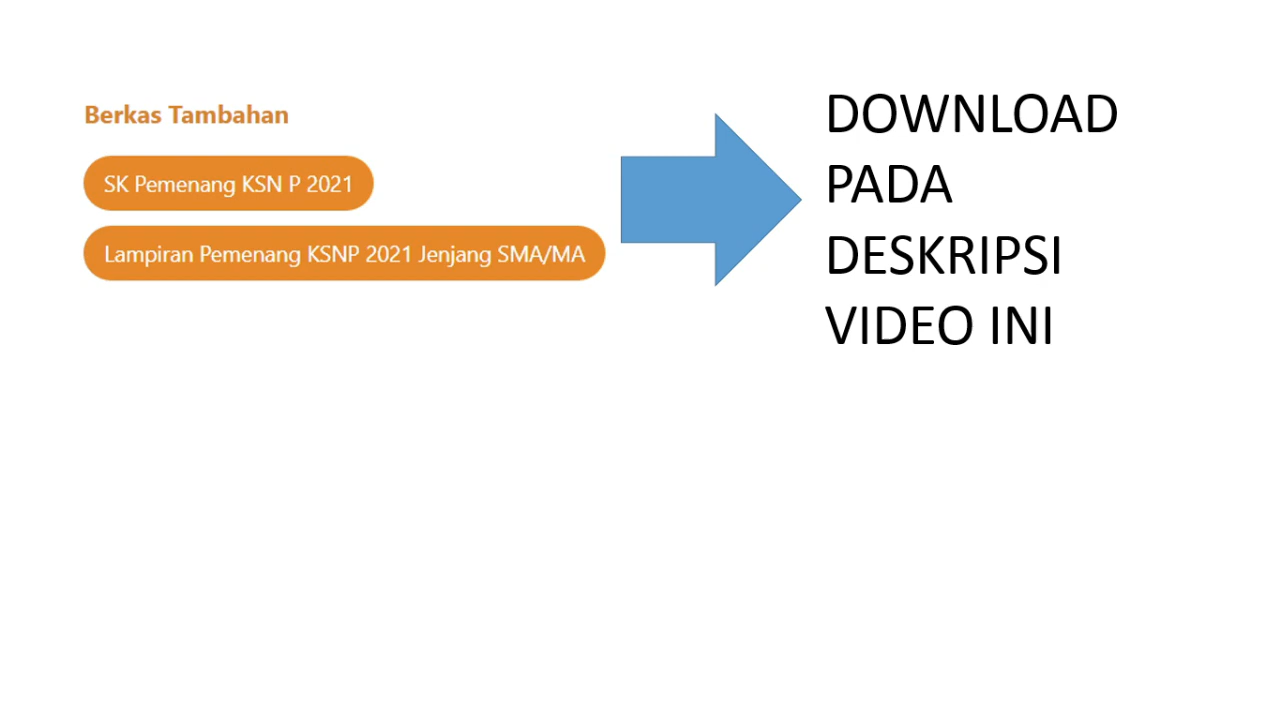 Berkas Tambahan
SK Pemenang KSN P 2021
Lampiran Pemenang KSNP 2021 Jenjang SMA/MA
DOWNLOAD
PADA
DESKRIPSI
VIDEO INI